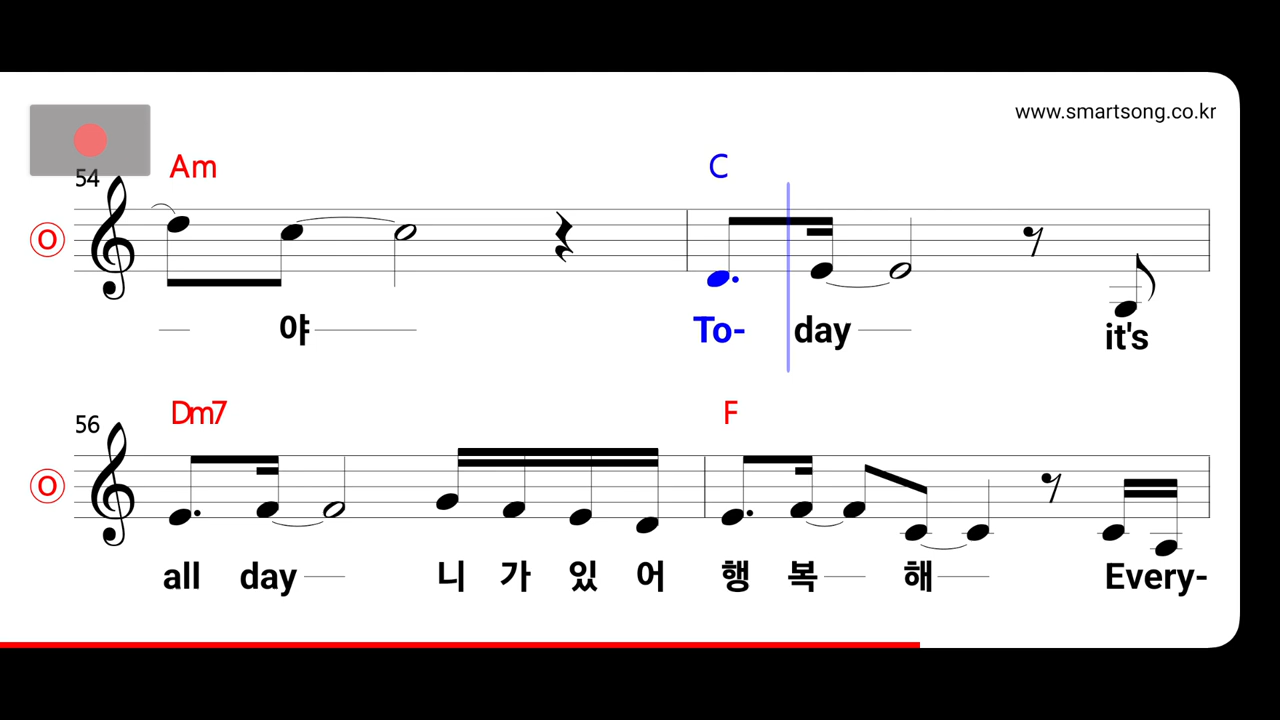 www.smartsong.co.kr
54 Am C
O
야 To- day it's
56 Dm7 F
O
all day 니 가 있 어 행 복 해 Every-